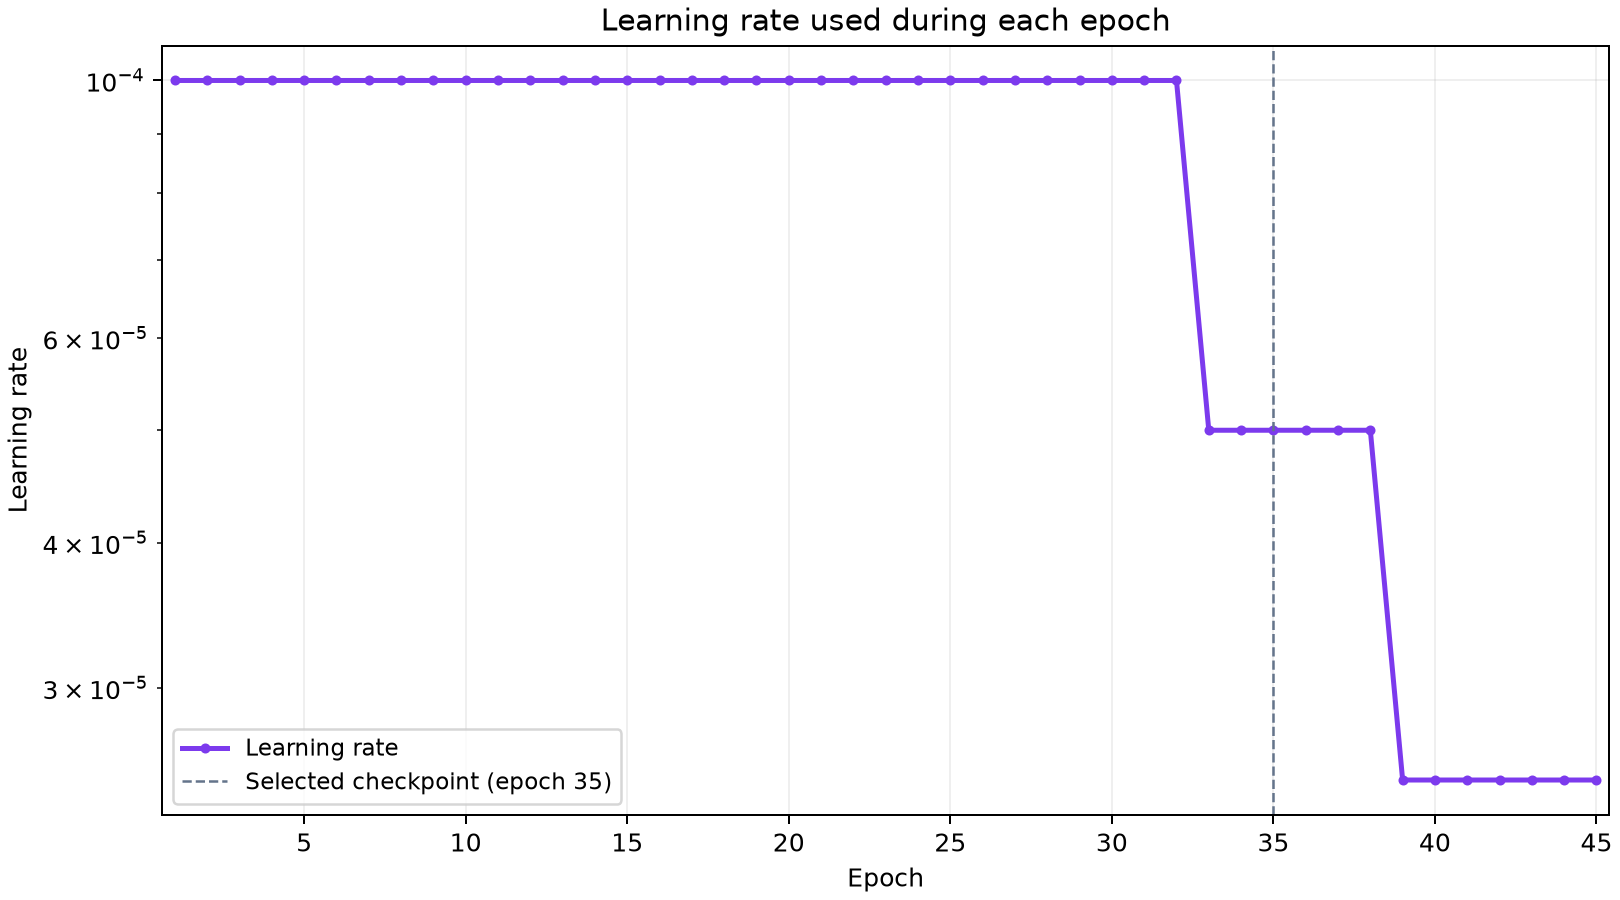 Learning rate used during each epoch
10⁻⁴
6 × 10⁻⁵
4 × 10⁻⁵
3 × 10⁻⁵
Learning rate
Learning rate
Selected checkpoint (epoch 35)
5 10 15 20 25 30 35 40 45
Epoch